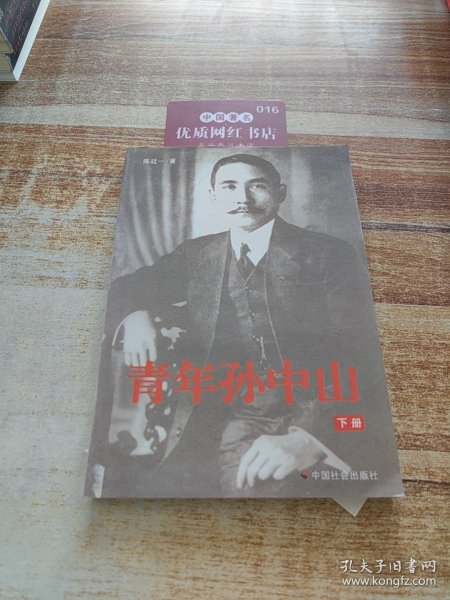 016
中国著名
优质网红书店
陈廷一/著
青年孙中山
下册
中国社会出版社
孔夫子旧书网
www.kongfz.com